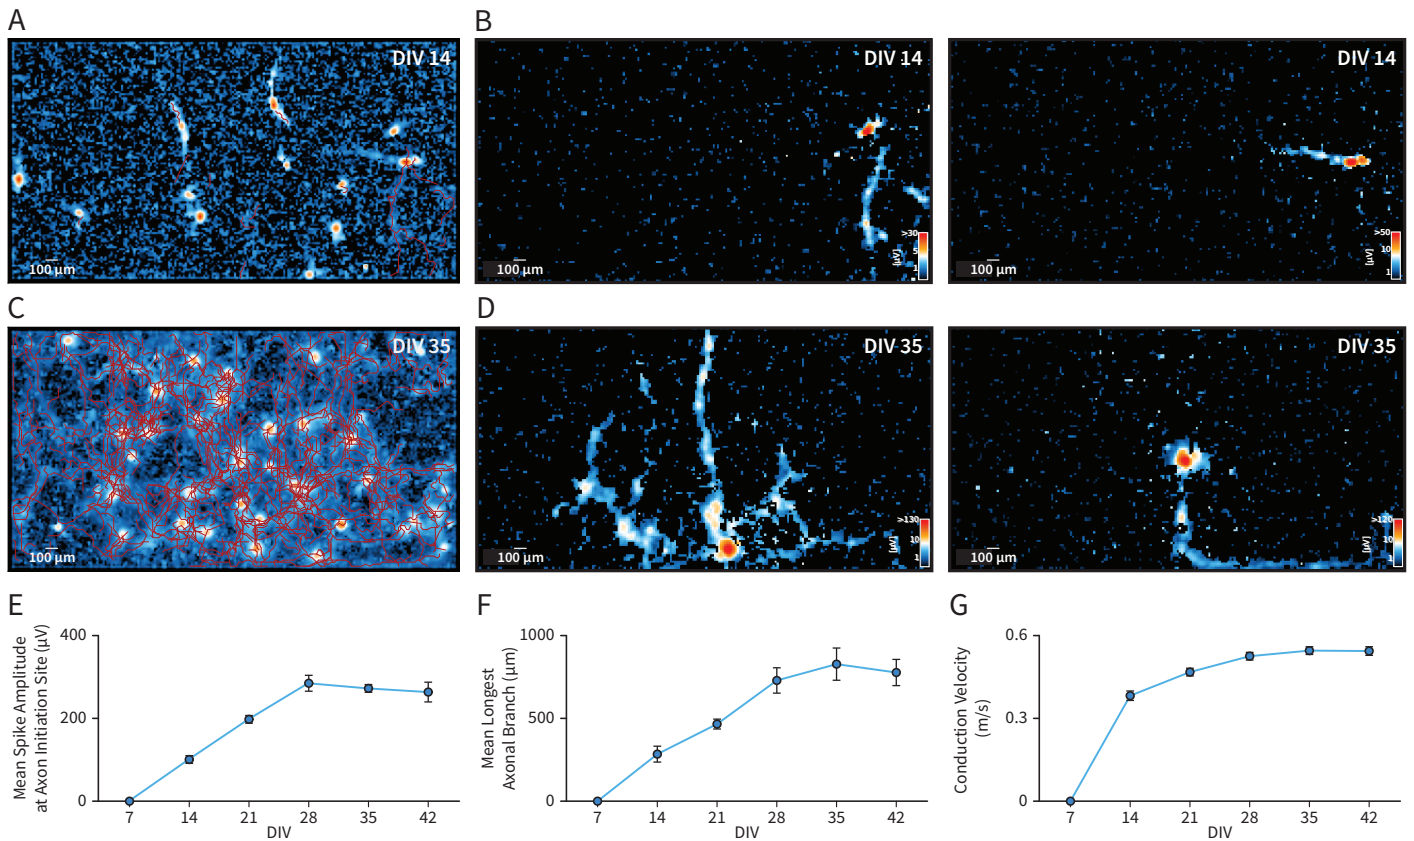 A
B
DIV 14
DIV 14
DIV 14
100 µm
100 µm
>30
5
1
[µV]
100 µm
>50
10
1
[µV]
C
D
DIV 35
DIV 35
DIV 35
100 µm
100 µm
>130
10
1
[µV]
100 µm
>120
10
1
[µV]
E
F
G
Mean Spike Amplitude
at Axon Initiation Site (µV)
400
200
0
7 14 21 28 35 42
DIV
Mean Longest
Axonal Branch (µm)
1000
500
0
7 14 21 28 35 42
DIV
Conduction Velocity
(m/s)
0.6
0.3
0
7 14 21 28 35 42
DIV